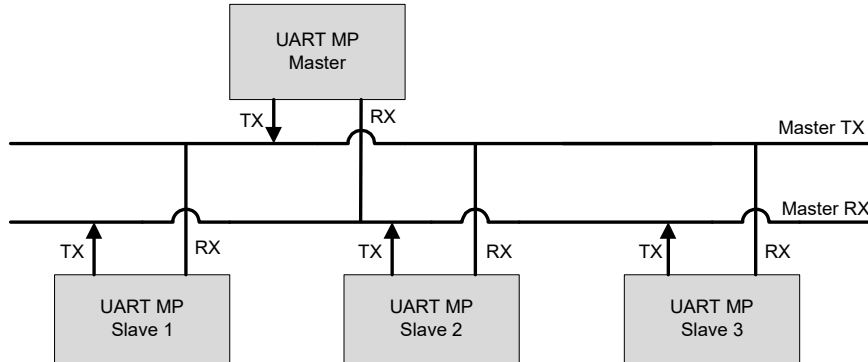 UART MP
Master
TX
RX
Master TX
Master RX
TX
RX
TX
RX
TX
RX
UART MP
Slave 1
UART MP
Slave 2
UART MP
Slave 3